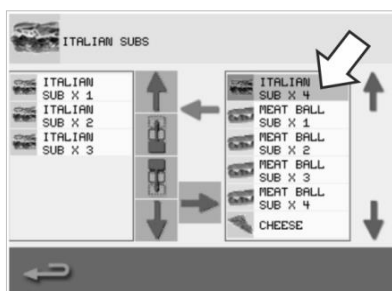 ITALIAN SUBS
ITALIAN
SUB X 1
ITALIAN
SUB X 2
ITALIAN
SUB X 3
ITALIAN
SUB X 4
MEAT BALL
SUB X 1
MEAT BALL
SUB X 2
MEAT BALL
SUB X 3
MEAT BALL
SUB X 4
CHEESE